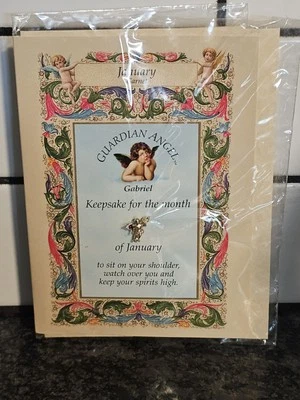 January
Garnet
GUARDIAN ANGEL...
Gabriel
Keepsake for the month
of January
to sit on your shoulder,
watch over you and
keep your spirits high.